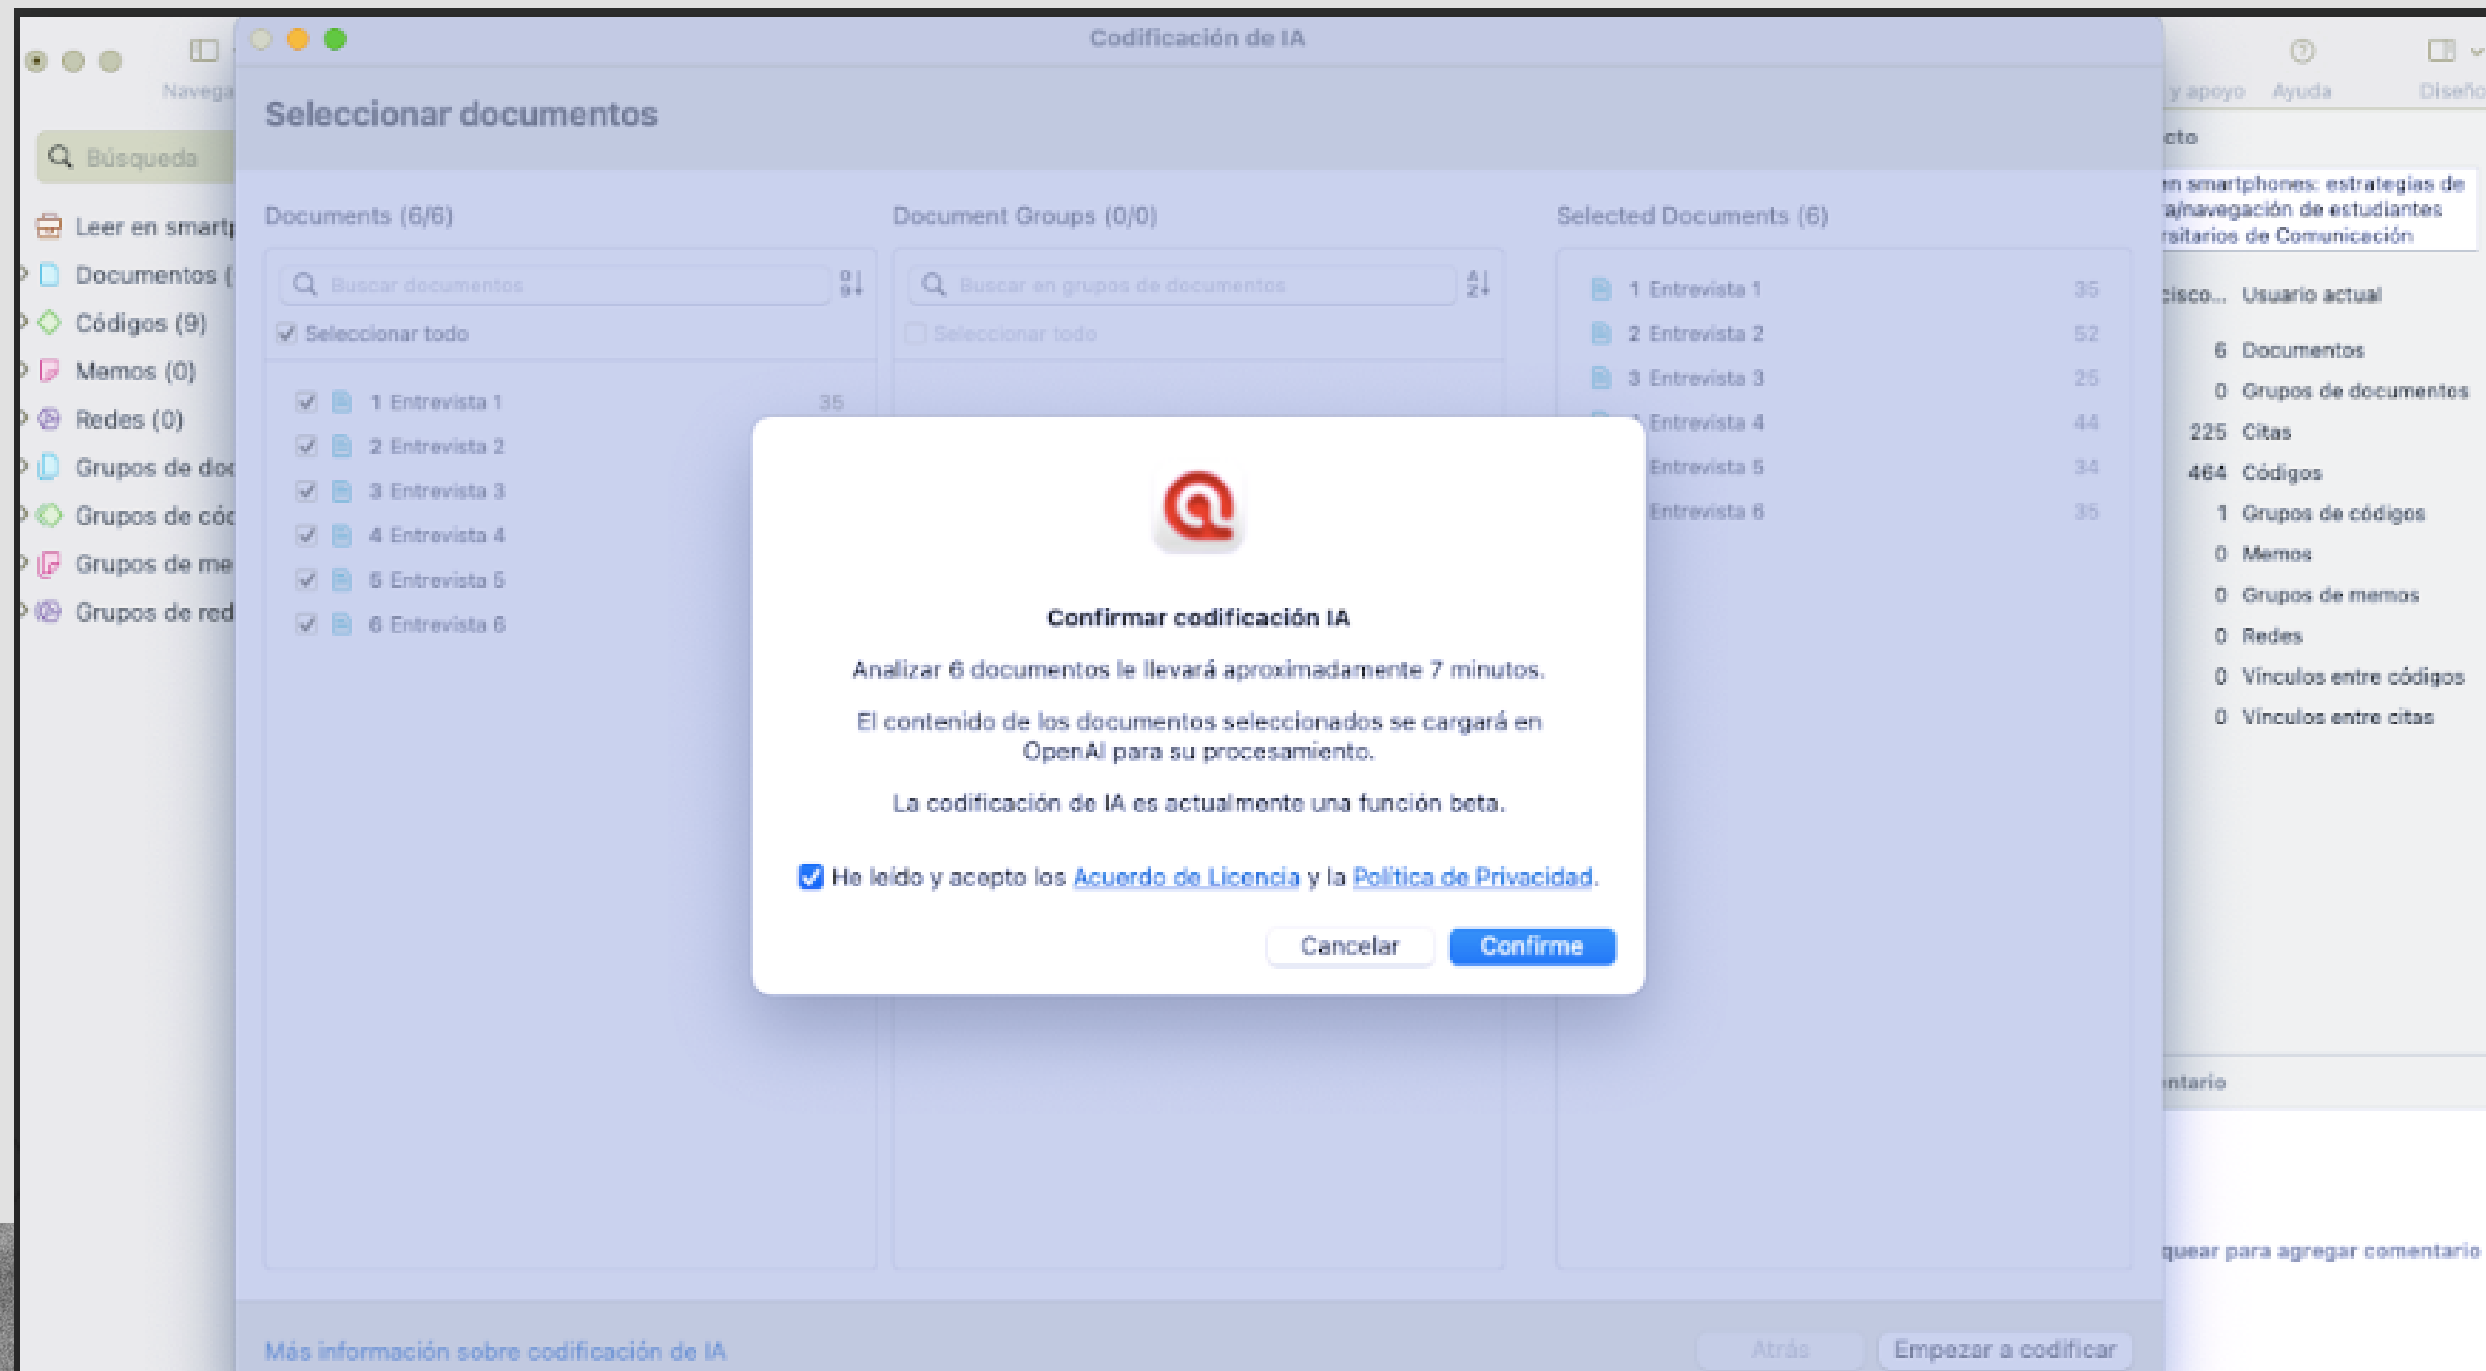 Codificación de IA
Navega
Búsqueda
Leer en smartp
Documentos (
Códigos (9)
Memos (0)
Redes (0)
Grupos de doc
Grupos de cód
Grupos de me
Grupos de red
Seleccionar documentos
Documents (6/6)
Buscar documentos
Seleccionar todo
1 Entrevista 1 35
2 Entrevista 2
3 Entrevista 3
4 Entrevista 4
5 Entrevista 5
6 Entrevista 6
Document Groups (0/0)
Buscar en grupos de documentos
Seleccionar todo
Selected Documents (6)
1 Entrevista 1 35
2 Entrevista 2 52
3 Entrevista 3 25
Entrevista 4 44
Entrevista 5 34
Entrevista 6 35
Confirmar codificación IA
Analizar 6 documentos le llevará aproximadamente 7 minutos.
El contenido de los documentos seleccionados se cargará en
OpenAI para su procesamiento.
La codificación de IA es actualmente una función beta.
He leído y acepto los Acuerdo de Licencia y la Política de Privacidad.
Cancelar Confirme
Más información sobre codificación de IA
Atrás Empezar a codificar
y apoyo Ayuda Diseño
cto
en smartphones: estrategias de
a/navegación de estudiantes
rsitarios de Comunicación
cisco... Usuario actual
6 Documentos
0 Grupos de documentos
225 Citas
464 Códigos
1 Grupos de códigos
0 Memos
0 Grupos de memos
0 Redes
0 Vínculos entre códigos
0 Vínculos entre citas
ntario
quear para agregar comentario